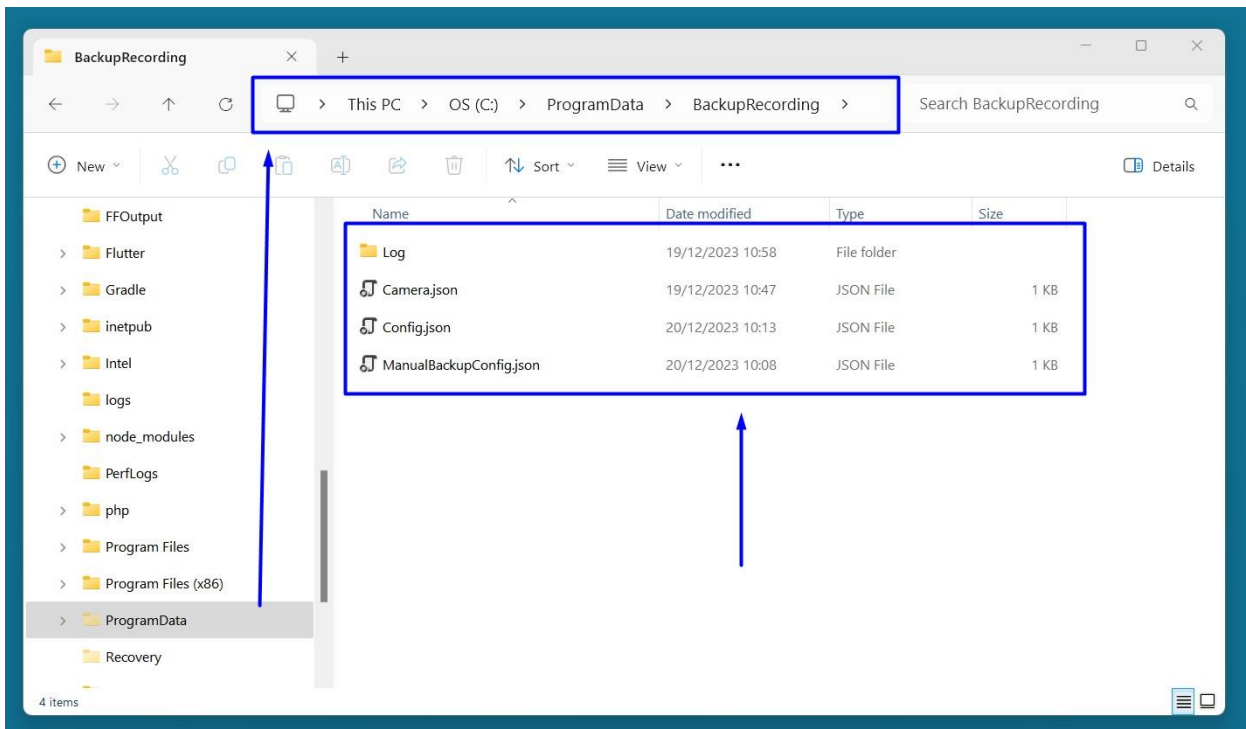 BackupRecording
This PC > OS (C:) > ProgramData > BackupRecording >
Search BackupRecording
New
Sort
View
Details
FFOutput
Flutter
Gradle
inetpub
Intel
logs
node_modules
PerfLogs
php
Program Files
Program Files (x86)
ProgramData
Recovery
Name Date modified Type Size
Log 19/12/2023 10:58 File folder
Camera.json 19/12/2023 10:47 JSON File 1 KB
Config.json 20/12/2023 10:13 JSON File 1 KB
ManualBackupConfig.json 20/12/2023 10:08 JSON File 1 KB
4 items